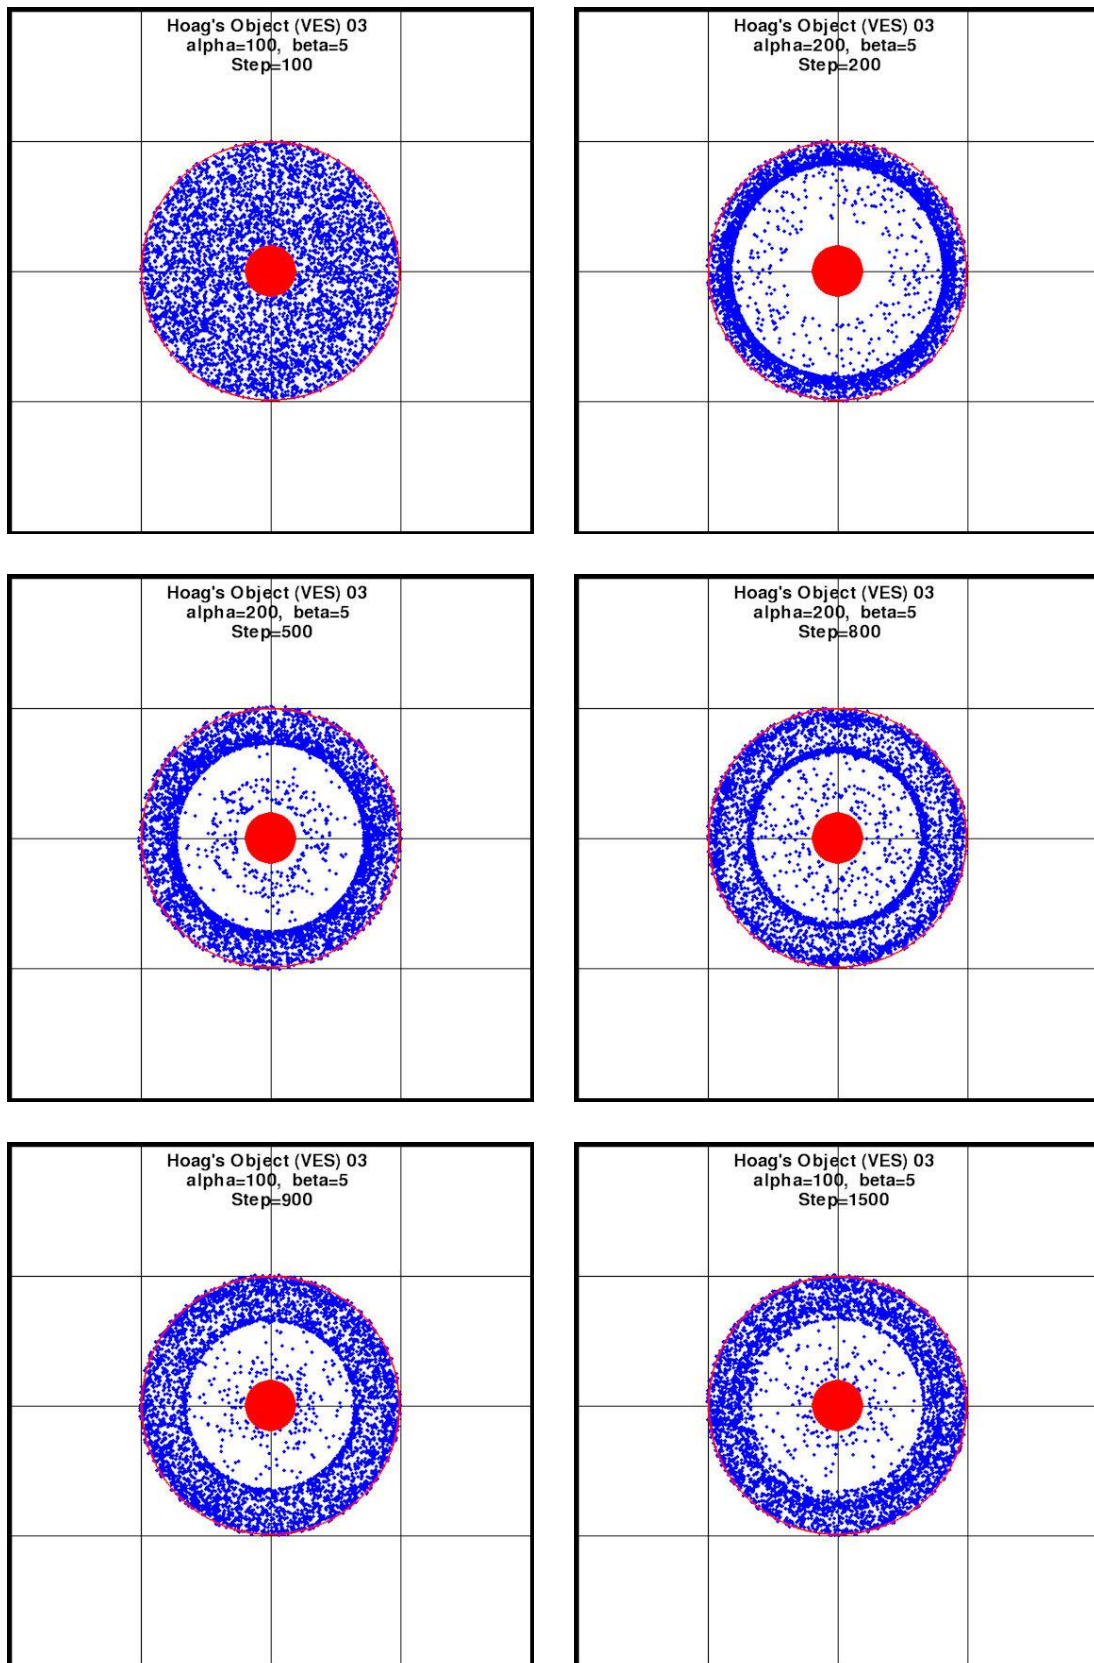 Hoag's Object (VES) 03
alpha=100, beta=5
Step=100
Hoag's Object (VES) 03
alpha=200, beta=5
Step=200
Hoag's Object (VES) 03
alpha=200, beta=5
Step=500
Hoag's Object (VES) 03
alpha=200, beta=5
Step=800
Hoag's Object (VES) 03
alpha=100, beta=5
Step=900
Hoag's Object (VES) 03
alpha=100, beta=5
Step=1500